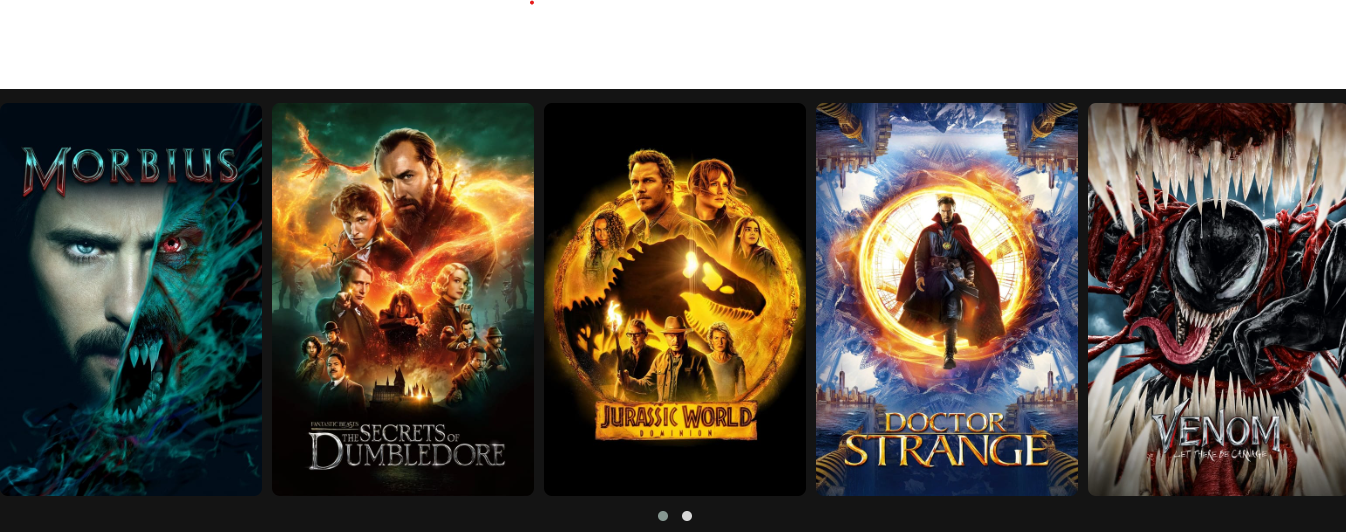 MORBIUS
FANTASTIC BEASTS
THE SECRETS OF
DUMBLEDORE
JURASSIC WORLD
DOMINION
DOCTOR
STRANGE
VENOM
LET THERE BE CARNAGE